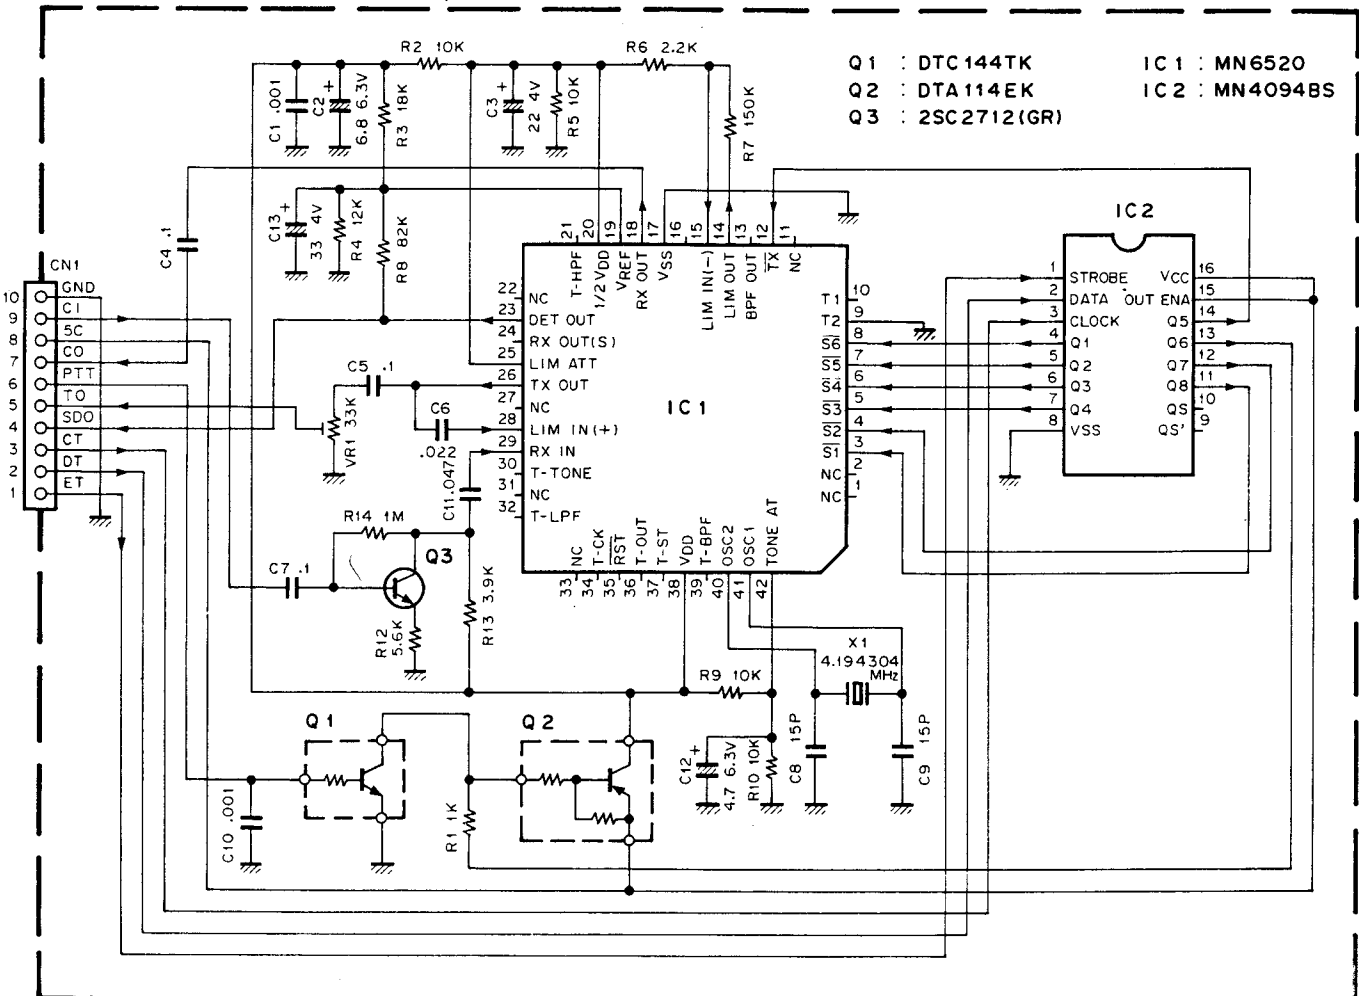 Q1 : DTC144TK
Q2 : DTA114EK
Q3 : 2SC2712(GR)
IC1 : MN6520
IC2 : MN4094BS
R2 10K
R6 2.2K
C1 .001
C2 + 6.8 6.3V
R3 18K
C3 + 22 4V
R5 10K
R7 150K
C4 .1
C13 + 33 4V
R4 12K
R8 82K
CN1
10 GND
9 CI
8 5C
7 CO
6 PTT
5 TO
4 SDO
3 CT
2 DT
1 ET
IC1
21 T-HPF
20 1/2 VDD
19 VREF
18 RX OUT
17 VSS
16
15 LIM IN(-)
14 LIM OUT
13 BPF OUT
12 TX
11 NC
22 NC
23 DET OUT
24 RX OUT(S)
25 LIM ATT
26 TX OUT
27 NC
28 LIM IN(+)
29 RX IN
30 T-TONE
31 NC
32 T-LPF
T1 10
T2 9
S6 8
S5 7
S4 6
S3 5
S2 4
S1 3
NC 2
NC 1
33 NC
34 T-CK
35 RST
36 T-OUT
37 T-ST
38 VDD
39 T-BPF
40 OSC2
41 OSC1
42 TONE AT
IC2
1 STROBE
2 DATA
3 CLOCK
4 Q1
5 Q2
6 Q3
7 Q4
8 VSS
VCC 16
OUT ENA 15
Q5 14
Q6 13
Q7 12
Q8 11
QS 10
QS' 9
C5 .1
C6 .022
VR1 33K
C11 .047
R14 1M
Q3
C7 .1
R12 5.6K
R13 3.9K
X1
4.194304
MHz
R9 10K
Q1
Q2
C12 + 4.7 6.3V
R10 10K
C8 15P
C9 15P
C10 .001
R1 1K